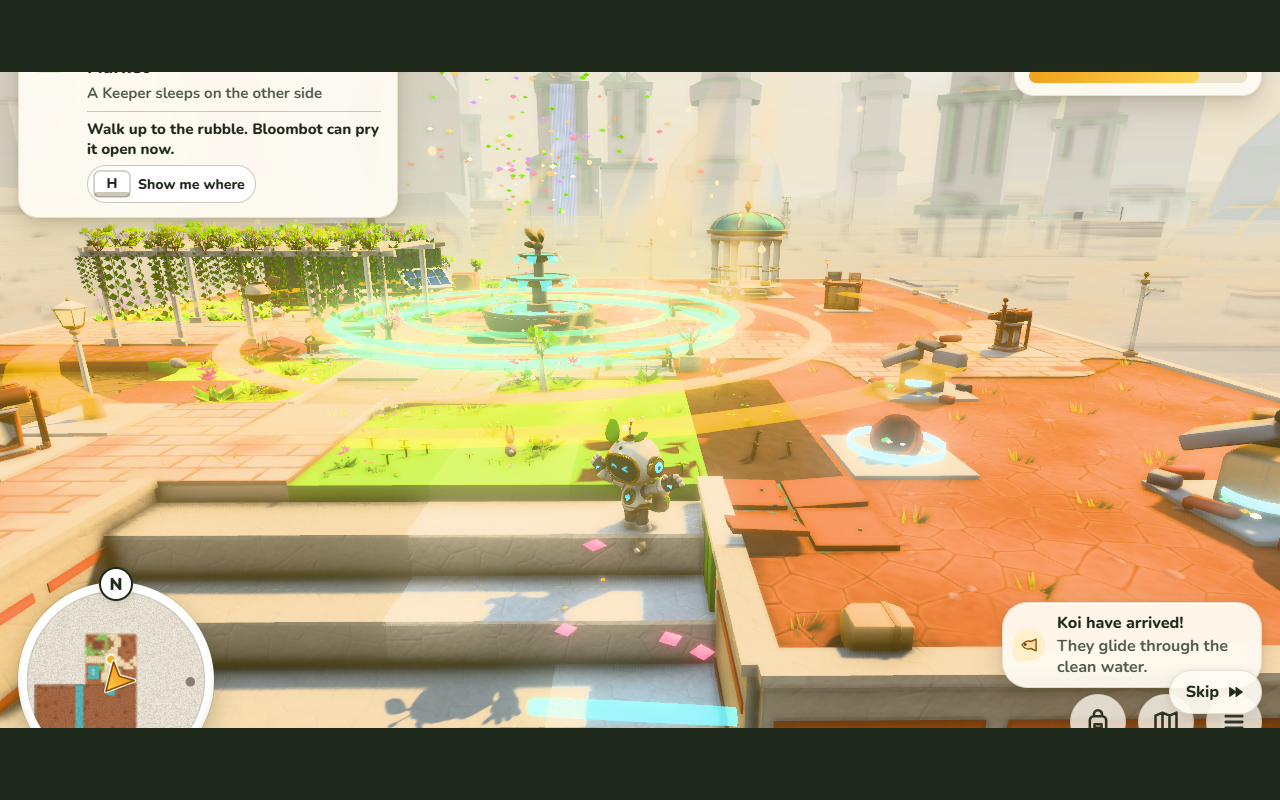 A Keeper sleeps on the other side
Walk up to the rubble. Bloombot can pry
it open now.
H Show me where
N
Koi have arrived!
They glide through the
clean water.
Skip